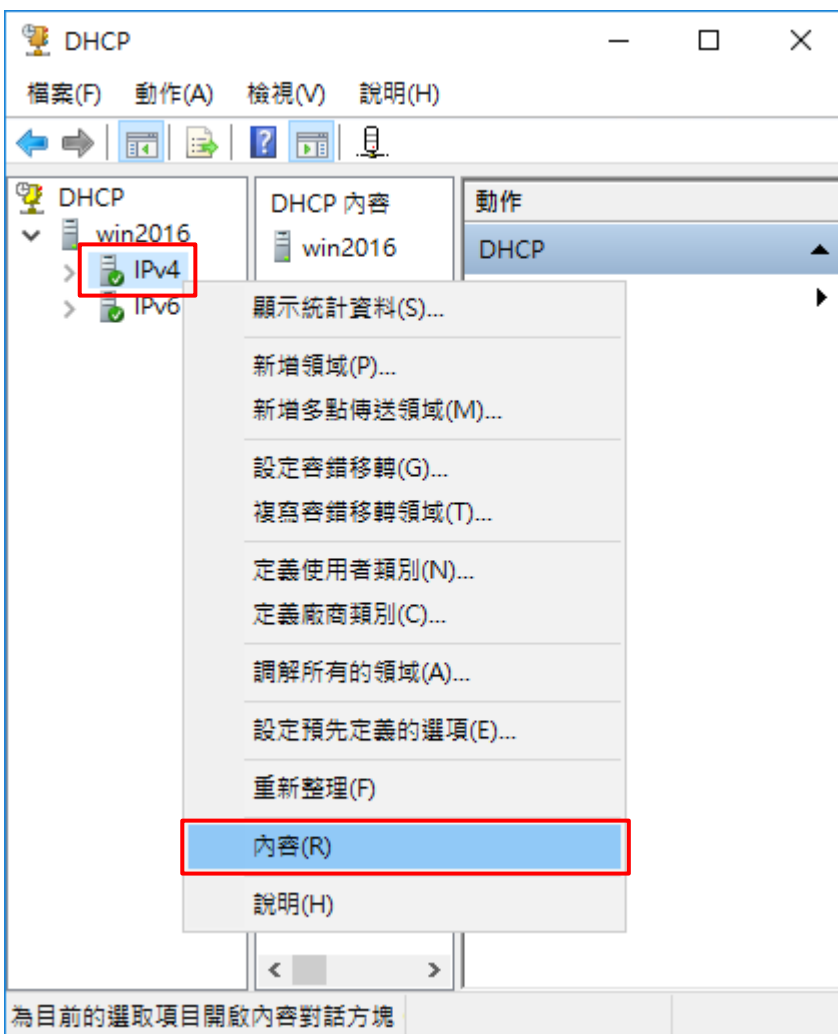 DHCP
檔案(F) 動作(A) 檢視(V) 說明(H)
DHCP
win2016
IPv4
IPv6
DHCP 內容
win2016
動作
DHCP
顯示統計資料(S)...
新增領域(P)...
新增多點傳送領域(M)...
設定容錯移轉(G)...
複寫容錯移轉領域(T)...
定義使用者類別(N)...
定義廠商類別(C)...
調解所有的領域(A)...
設定預先定義的選項(E)...
重新整理(F)
內容(R)
說明(H)
為目前的選取項目開啟內容對話方塊